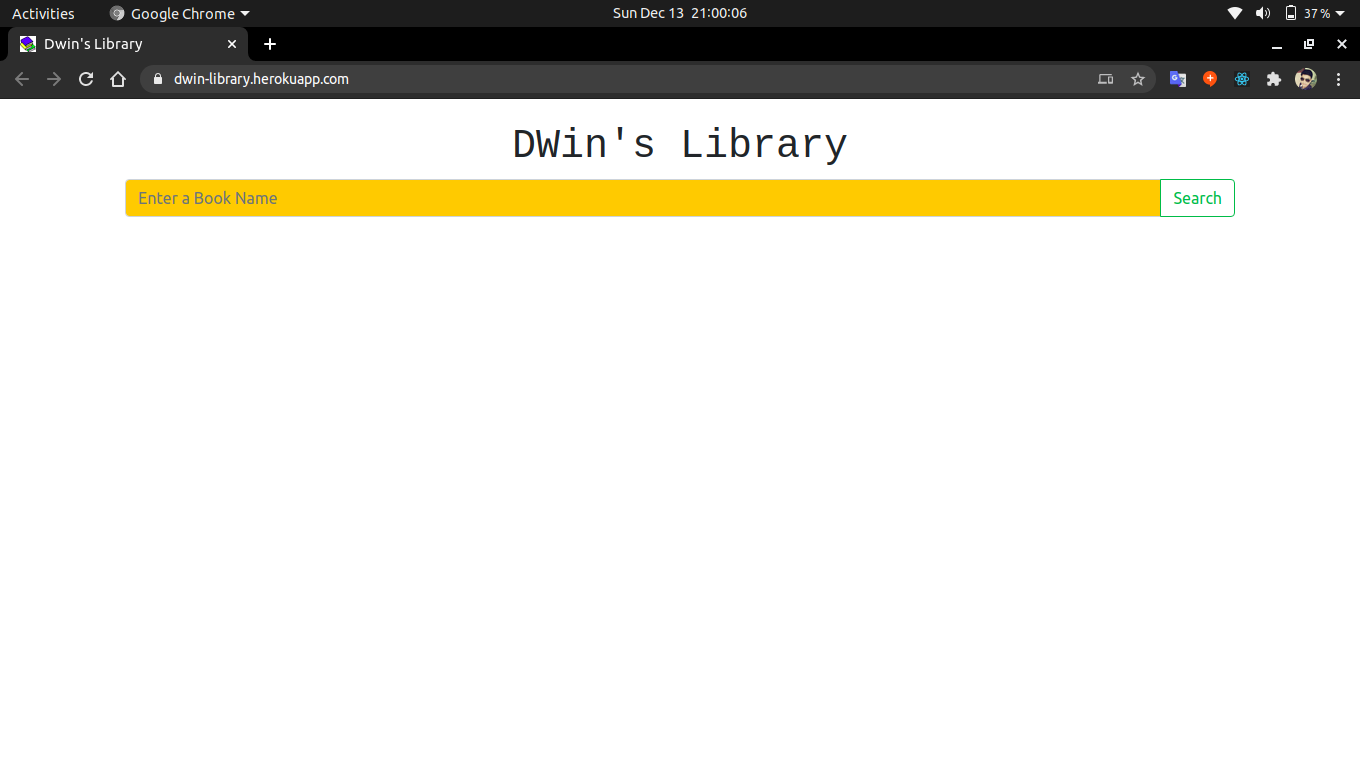 Activities Google Chrome Sun Dec 13 21:00:06 37 %
Dwin's Library
dwin-library.herokuapp.com
DWin's Library
Enter a Book Name Search